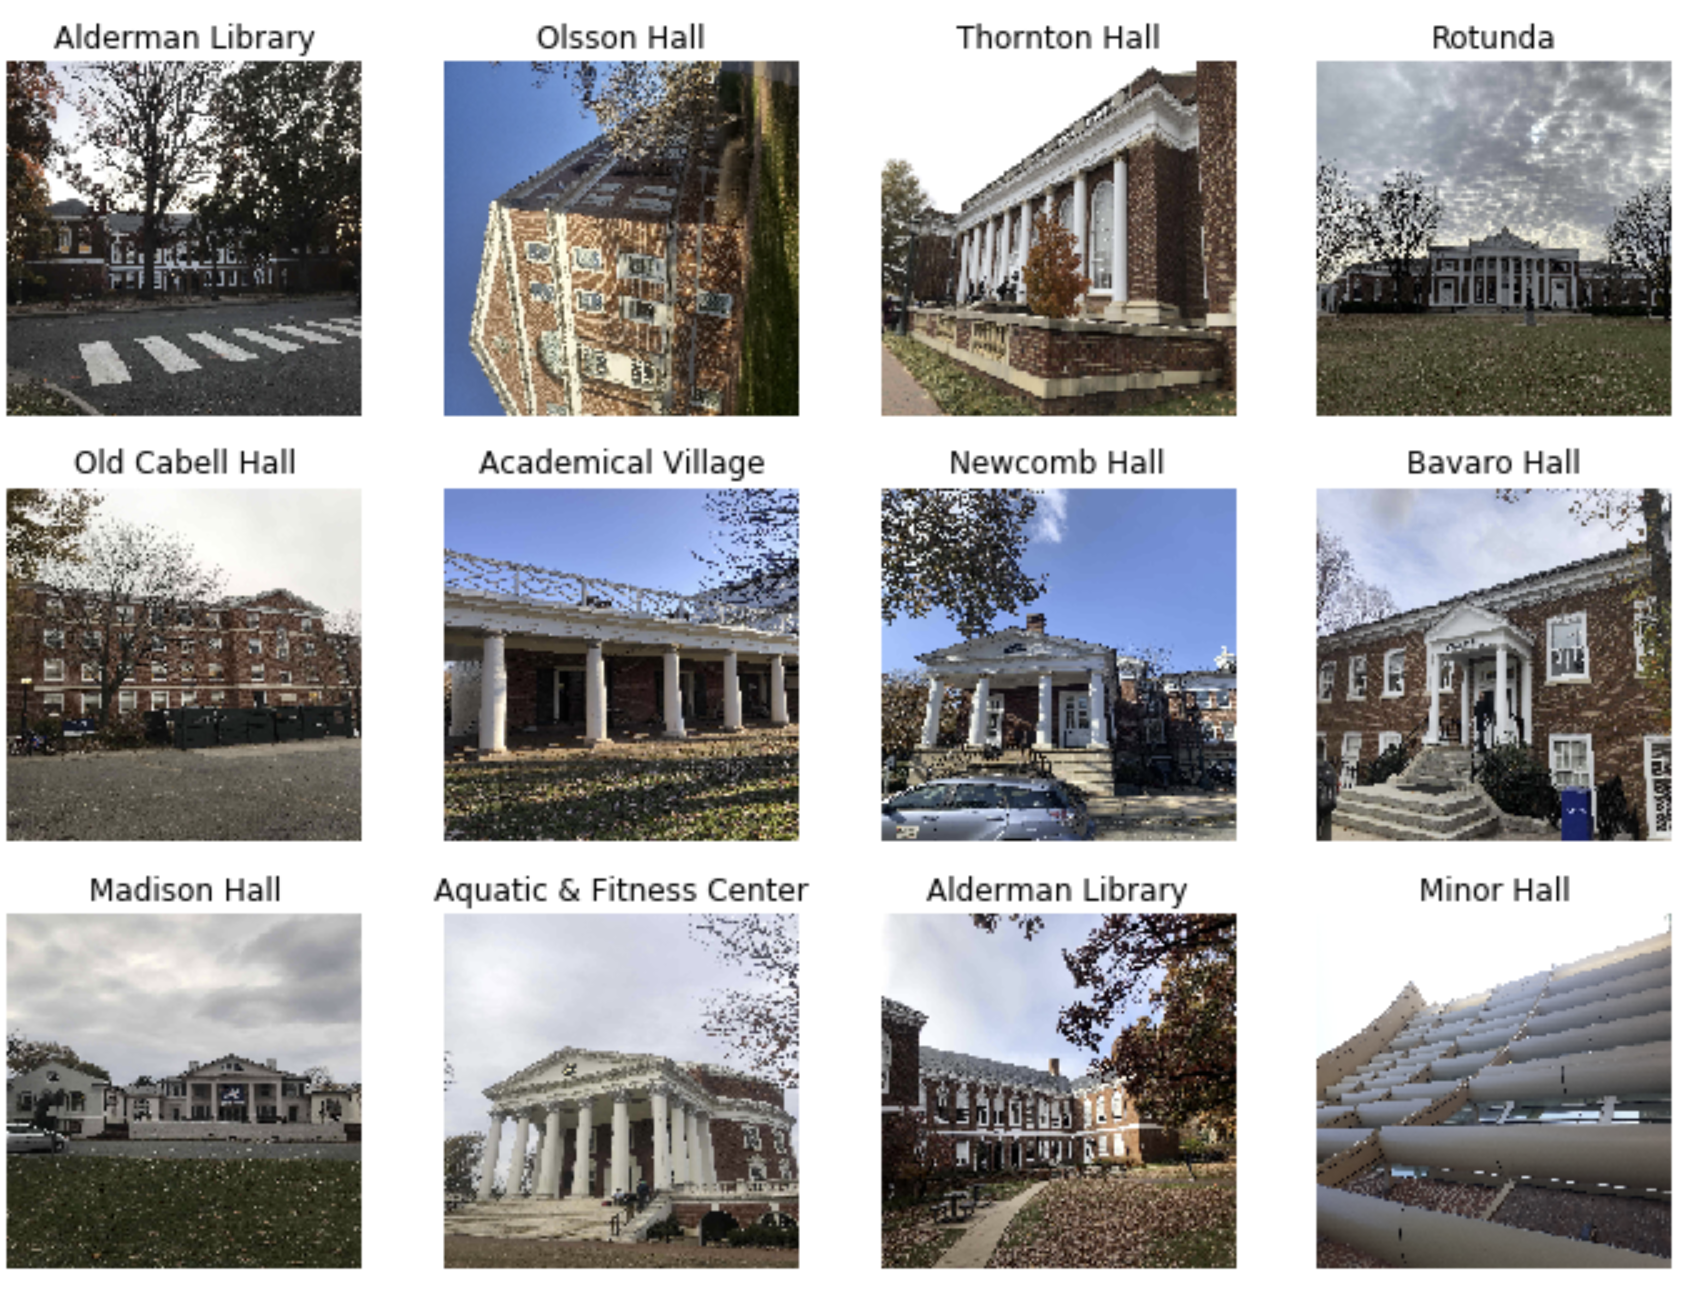 Alderman Library
Olsson Hall
Thornton Hall
Rotunda
Old Cabell Hall
Academical Village
Newcomb Hall
Bavaro Hall
Madison Hall
Aquatic & Fitness Center
Alderman Library
Minor Hall